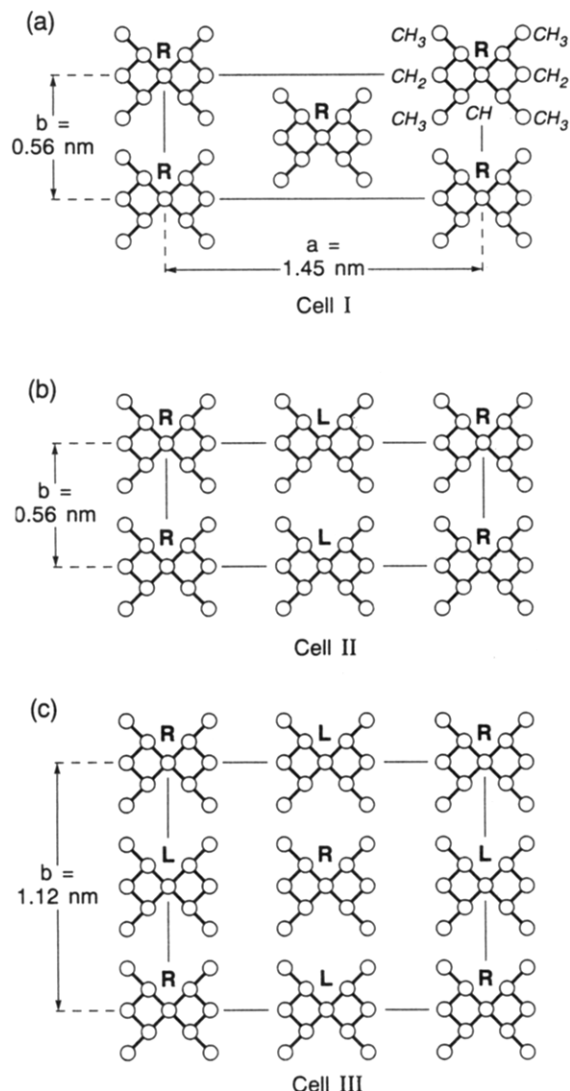 (a)
R
CH3
R
CH3
b =
0.56 nm
CH2
CH2
R
CH3
CH
CH3
R
R
a =
1.45 nm
Cell I
(b)
R
L
R
b =
0.56 nm
R
L
R
Cell II
(c)
R
L
R
b =
1.12 nm
L
R
L
R
L
R
Cell III